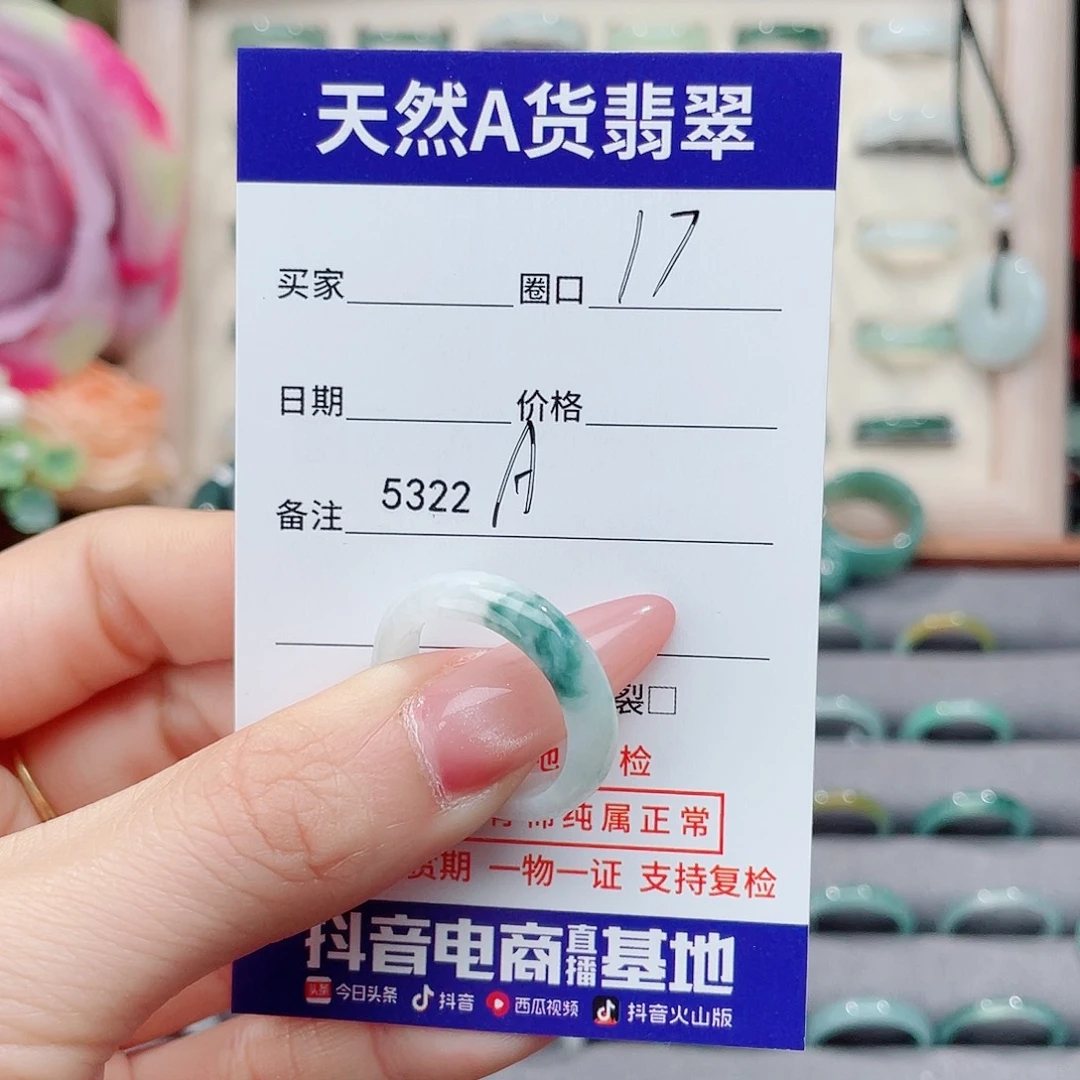 天然A货翡翠
买家 圈口 17
日期 价格
备注 5322 A
裂□
检
纯属正常
货期 一物一证 支持复检
抖音电商直播基地
今日头条 抖音 西瓜视频 抖音火山版